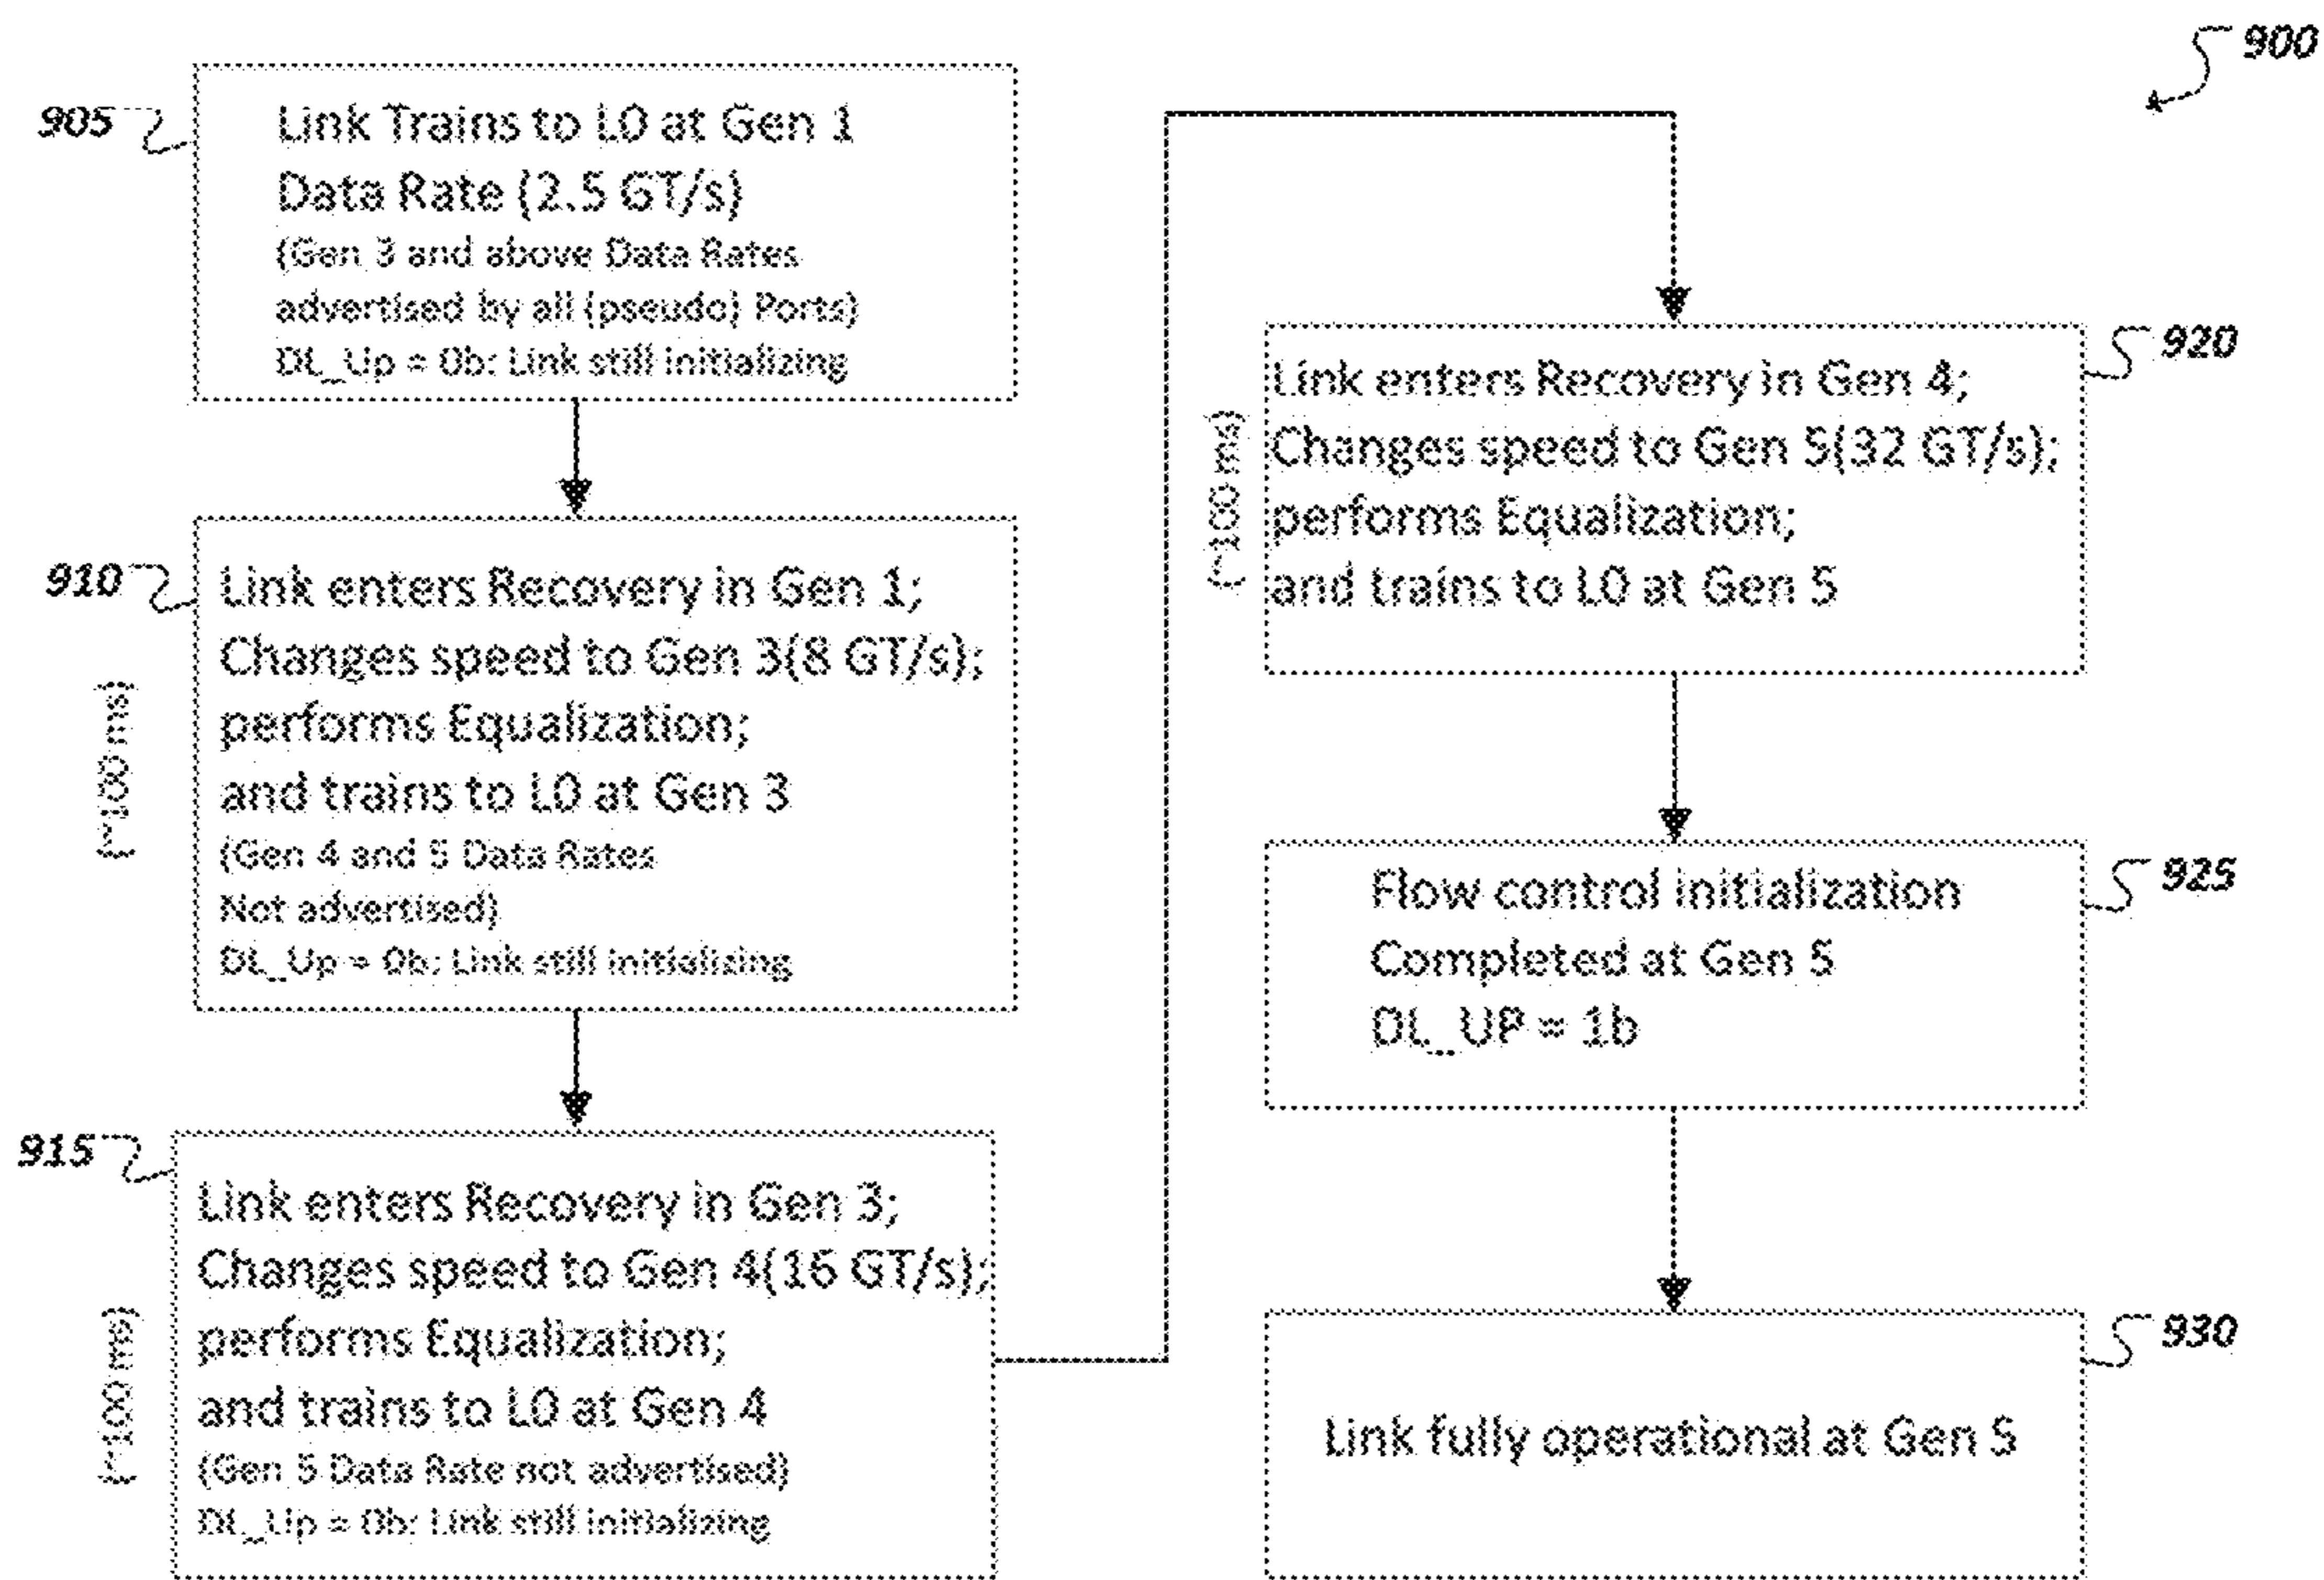 900
905
Link Trains to L0 at Gen 1
Data Rate (2.5 GT/s)
(Gen 3 and above Data Rates
advertised by all (pseudo) Ports)
DL_Up = 0b: Link still initializing
910
(~100 ms)
Link enters Recovery in Gen 1;
Changes speed to Gen 3(8 GT/s);
performs Equalization;
and trains to L0 at Gen 3
(Gen 4 and 5 Data Rates
Not advertised)
DL_Up = 0b; Link still initializing
915
(~100 ms)
Link enters Recovery in Gen 3;
Changes speed to Gen 4(16 GT/s);
performs Equalization;
and trains to L0 at Gen 4
(Gen 5 Data Rate not advertised)
DL_Up = 0b: Link still initializing
920
(~100 ms)
Link enters Recovery in Gen 4;
Changes speed to Gen 5(32 GT/s);
performs Equalization;
and trains to L0 at Gen 5
925
Flow control initialization
Completed at Gen 5
DL_UP = 1b
930
Link fully operational at Gen 5